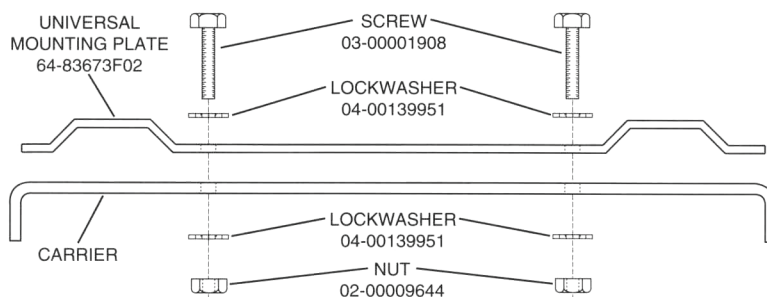 UNIVERSAL
MOUNTING PLATE
64-83673F02
SCREW
03-00001908
LOCKWASHER
04-00139951
CARRIER
LOCKWASHER
04-00139951
NUT
02-00009644